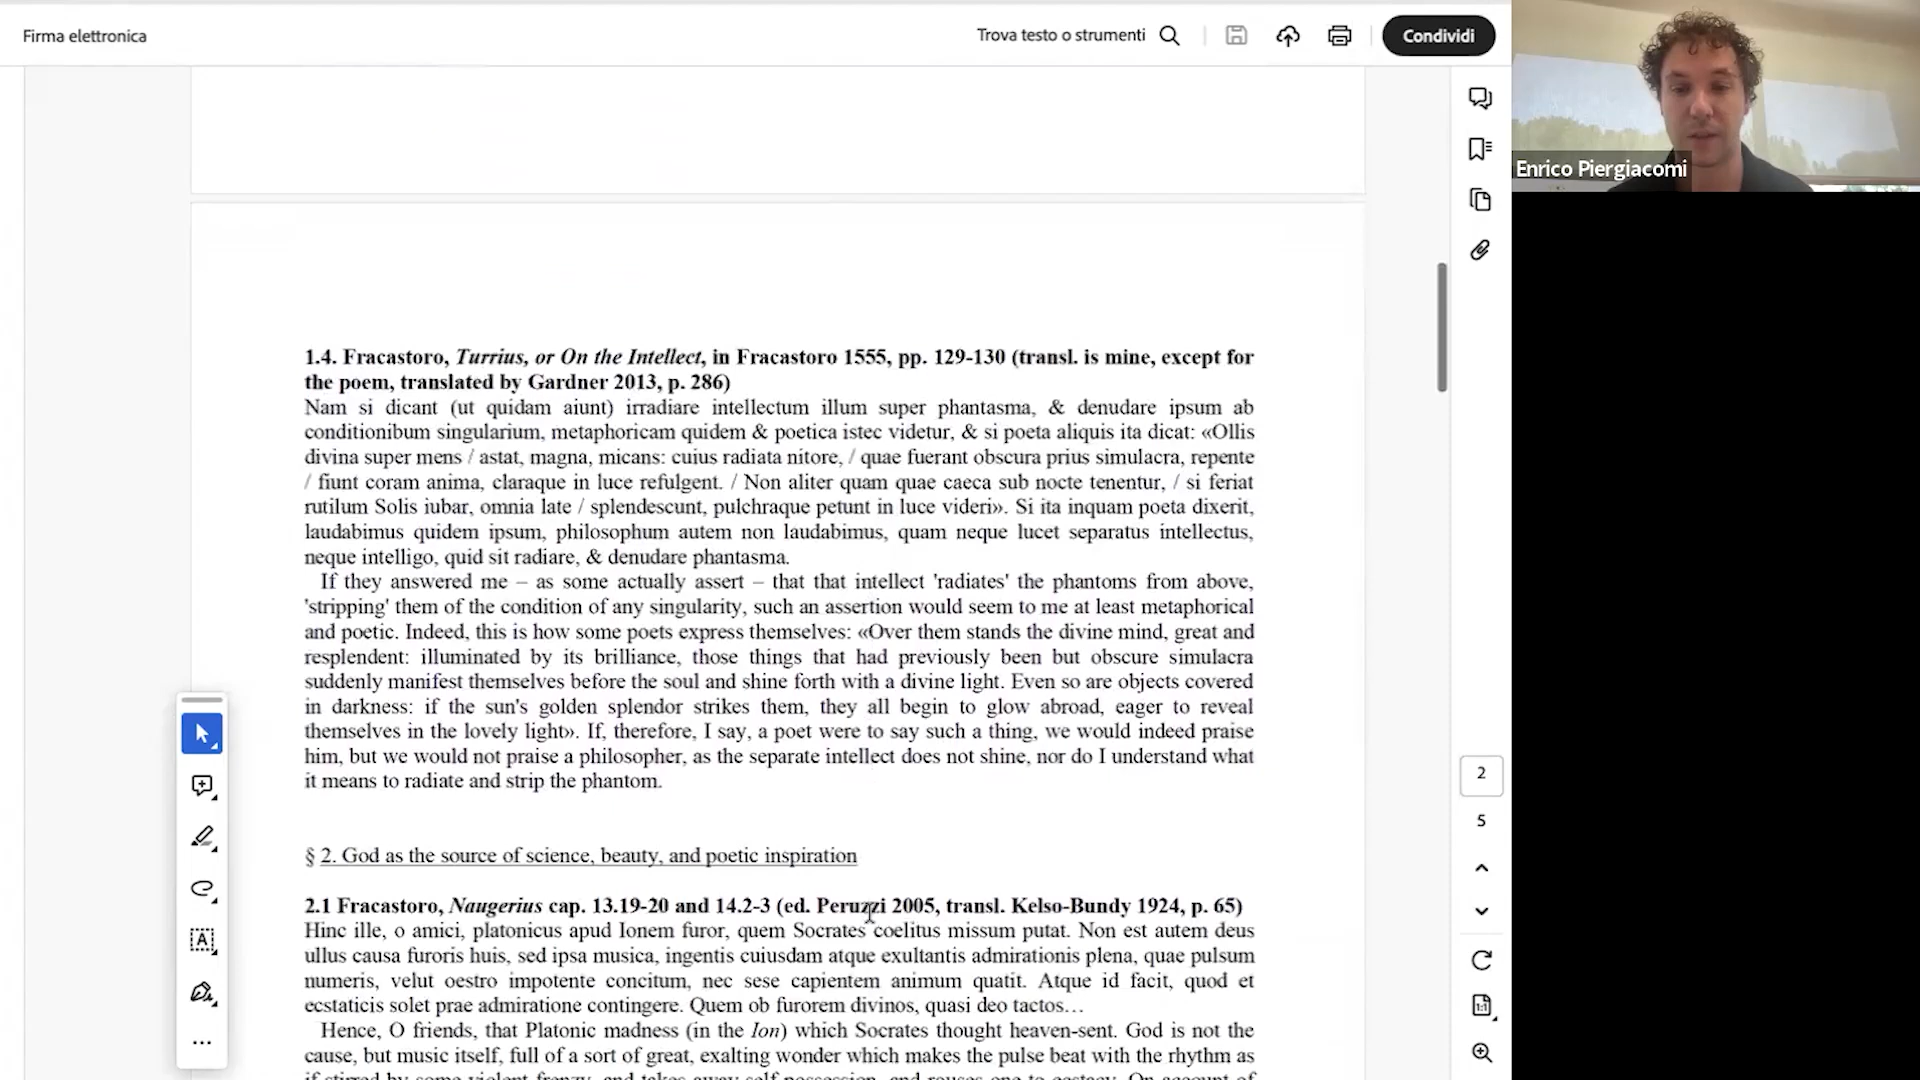 Firma elettronica
Trova testo o strumenti
Condividi
Enrico Piergiacomi
1.4. Fracastoro, Turrius, or On the Intellect, in Fracastoro 1555, pp. 129-130 (transl. is mine, except for
the poem, translated by Gardner 2013, p. 286)
Nam si dicant (ut quidam aiunt) irradiare intellectum illum super phantasma, & denudare ipsum ab
conditionibum singularium, metaphoricam quidem & poetica istec videtur, & si poeta aliquis ita dicat: «Ollis
divina super mens / astat, magna, micans: cuius radiata nitore, / quae fuerant obscura prius simulacra, repente
/ fiunt coram anima, claraque in luce refulgent. / Non aliter quam quae caeca sub nocte tenentur, / si feriat
rutilum Solis iubar, omnia late / splendescunt, pulchraque petunt in luce videri». Si ita inquam poeta dixerit,
laudabimus quidem ipsum, philosophum autem non laudabimus, quam neque lucet separatus intellectus,
neque intelligo, quid sit radiare, & denudare phantasma.
If they answered me – as some actually assert – that that intellect 'radiates' the phantoms from above,
'stripping' them of the condition of any singularity, such an assertion would seem to me at least metaphorical
and poetic. Indeed, this is how some poets express themselves: «Over them stands the divine mind, great and
resplendent: illuminated by its brilliance, those things that had previously been but obscure simulacra
suddenly manifest themselves before the soul and shine forth with a divine light. Even so are objects covered
in darkness: if the sun's golden splendor strikes them, they all begin to glow abroad, eager to reveal
themselves in the lovely light». If, therefore, I say, a poet were to say such a thing, we would indeed praise
him, but we would not praise a philosopher, as the separate intellect does not shine, nor do I understand what
it means to radiate and strip the phantom.
§ 2. God as the source of science, beauty, and poetic inspiration
2.1 Fracastoro, Naugerius cap. 13.19-20 and 14.2-3 (ed. Peruzzi 2005, transl. Kelso-Bundy 1924, p. 65)
Hinc ille, o amici, platonicus apud Ionem furor, quem Socrates coelitus missum putat. Non est autem deus
ullus causa furoris huis, sed ipsa musica, ingentis cuiusdam atque exultantis admirationis plena, quae pulsum
numeris, velut oestro impotente concitum, nec sese capientem animum quatit. Atque id facit, quod et
ecstaticis solet prae admiratione contingere. Quem ob furorem divinos, quasi deo tactos…
Hence, O friends, that Platonic madness (in the Ion) which Socrates thought heaven-sent. God is not the
cause, but music itself, full of a sort of great, exalting wonder which makes the pulse beat with the rhythm as
if stirred by some violent frenzy, and takes away self-possession, and rouses one to ecstasy. On account of
2
5